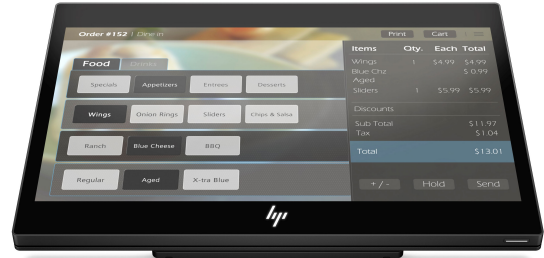 Order #152 | Dine in
Print
Cart
Food
Drinks
Specials
Appetizers
Entrees
Desserts
Wings
Onion Rings
Sliders
Chips & Salsa
Ranch
Blue Cheese
BBQ
Regular
Aged
X-tra Blue
Items Qty. Each Total
Wings 1 $4.99 $4.99
Blue Chz $ 0.99
Aged
Sliders 1 $5.99 $5.99
Discounts
Sub Total $11.97
Tax $1.04
Total $13.01
+ / -
Hold
Send
hp